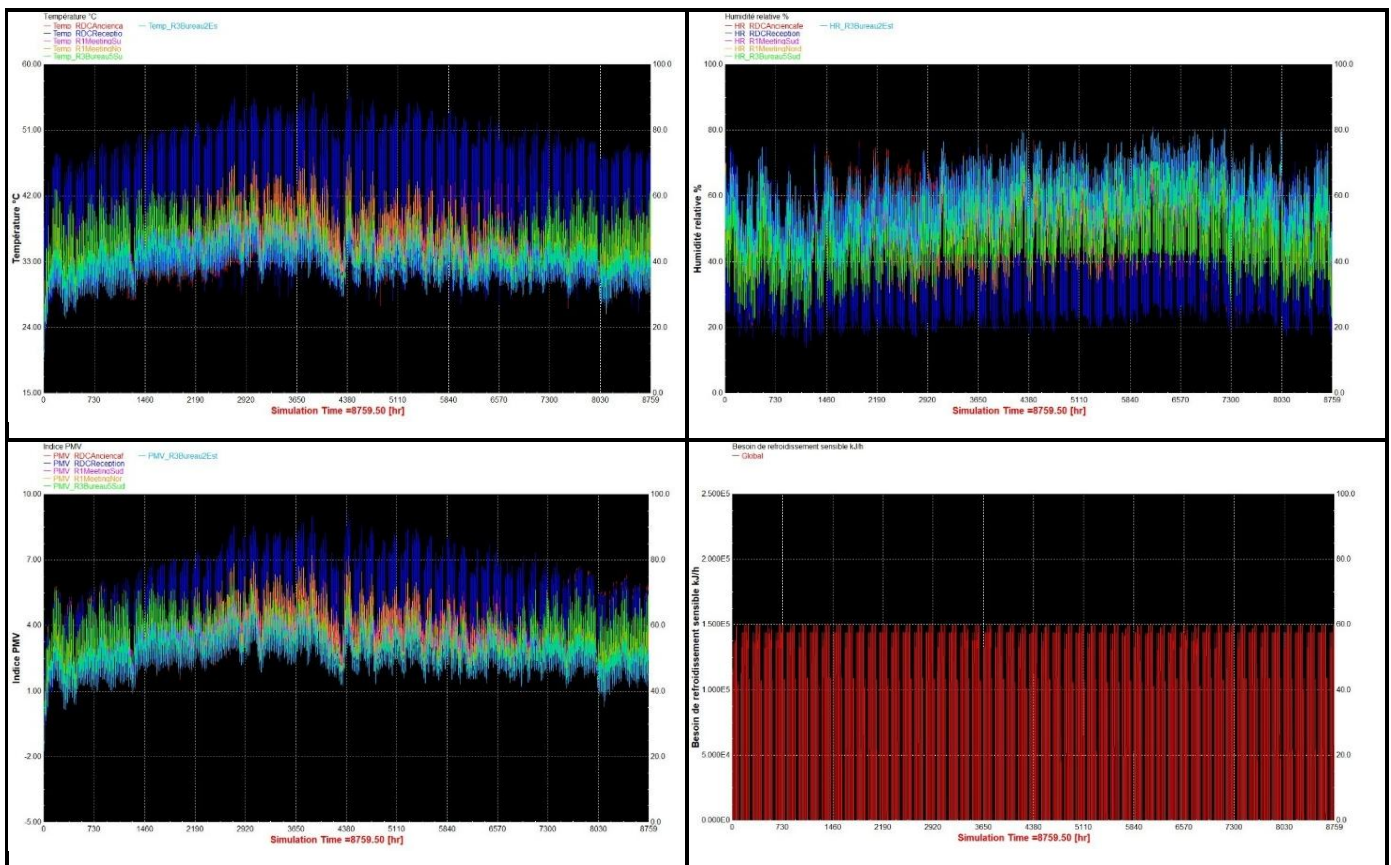 Température °C
Temp_RDCAncienca
Temp_R3Bureau2Es
Temp_RDCReceptio
Temp_R1MeetingSu
Temp_R1MeetingNo
Temp_R3Bureau5Su
60.00
51.00
42.00
33.00
24.00
15.00
Température °C
100.0
80.0
60.0
40.0
20.0
0.0
0 730 1460 2190 2920 3650 4380 5110 5840 6570 7300 8030 8759
Simulation Time =8759.50 [hr]
Humidité relative %
HR_RDCAnciencafe
HR_R3Bureau2Est
HR_RDCReception
HR_R1MeetingSud
HR_R1MeetingNord
HR_R3Bureau5Sud
100.0
80.0
60.0
40.0
20.0
0.0
Humidité relative %
100.0
80.0
60.0
40.0
20.0
0.0
0 730 1460 2190 2920 3650 4380 5110 5840 6570 7300 8030 8759
Simulation Time =8759.50 [hr]
Indice PMV
PMV_RDCAnciencaf
PMV_R3Bureau2Est
PMV_RDCReception
PMV_R1MeetingSud
PMV_R1MeetingNor
PMV_R3Bureau5Sud
10.00
7.00
4.00
1.00
-2.00
-5.00
Indice PMV
100.0
80.0
60.0
40.0
20.0
0.0
0 730 1460 2190 2920 3650 4380 5110 5840 6570 7300 8030 8759
Simulation Time =8759.50 [hr]
Besoin de refroidissement sensible kJ/h
Global
2.500E5
2.000E5
1.500E5
1.000E5
5.000E4
0.000E0
Besoin de refroidissement sensible kJ/h
100.0
80.0
60.0
40.0
20.0
0.0
0 730 1460 2190 2920 3650 4380 5110 5840 6570 7300 8030 8759
Simulation Time =8759.50 [hr]